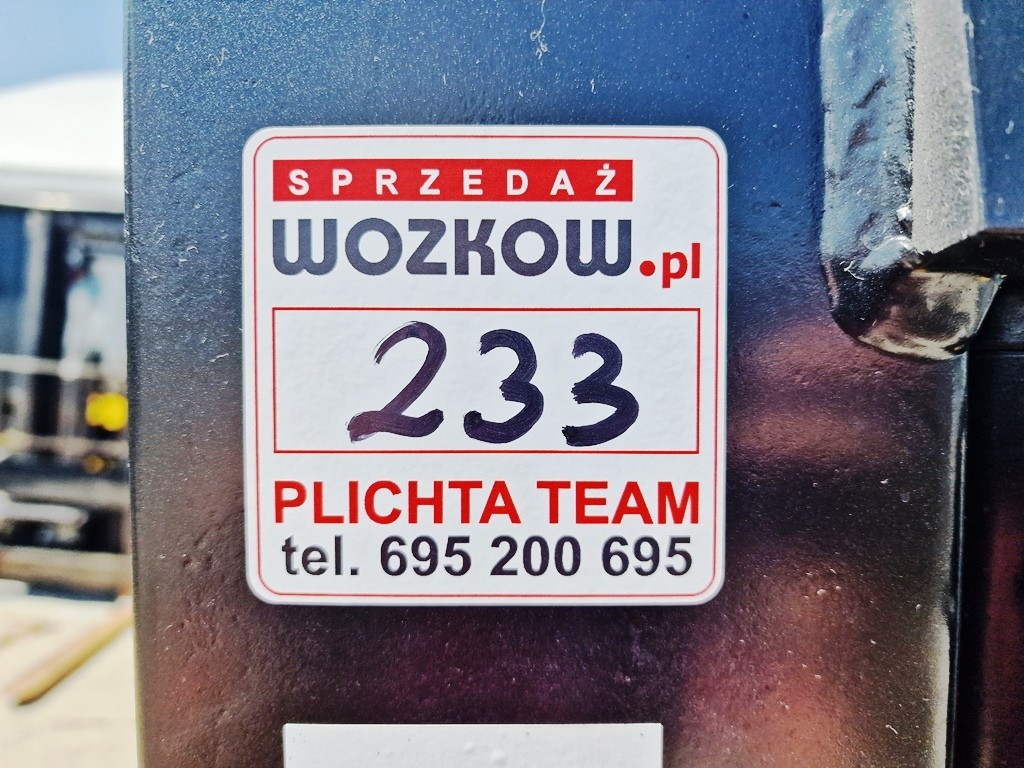 SPRZEDAŻ
WOZKOW.pl
233
PLICHTA TEAM
tel. 695 200 695